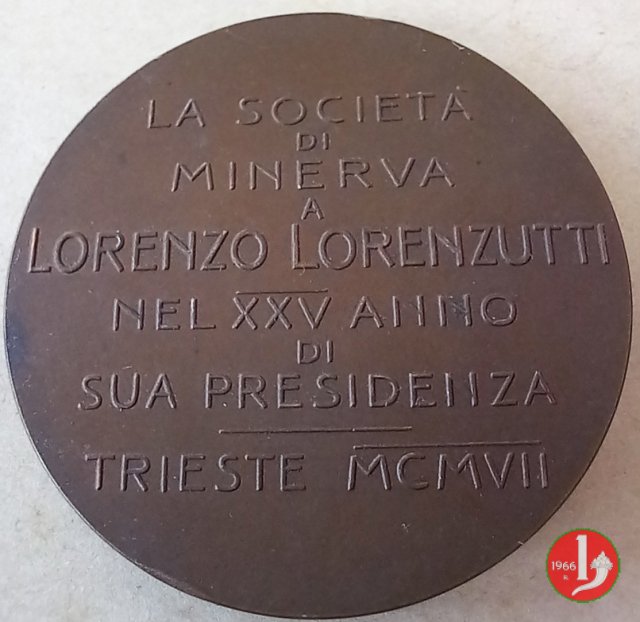 LA SOCIETÀ
DI
MINERVA
A
LORENZO LORENZUTTI
NEL XXV ANNO
DI
SUA PRESIDENZA
TRIESTE MCMVII
1966